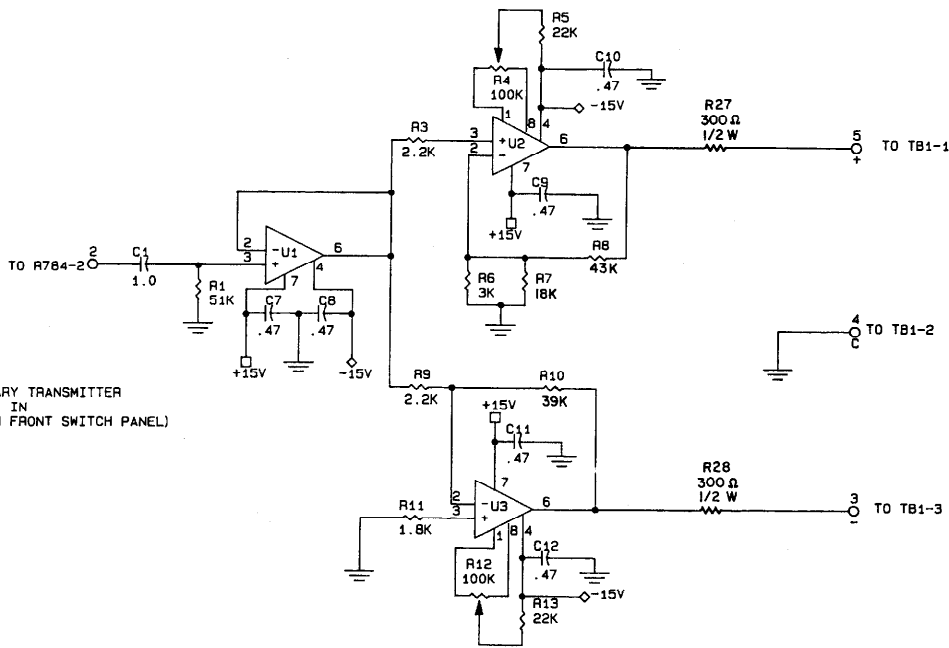 R5
22K
C10
.47
R4
100K
-15V
1
8
4
R27
300Ω
1/2 W
R3
2.2K
3
+
U2
6
2
-
7
5
+
TO TB1-1
C9
.47
+15V
2
-
U1
6
3
+
4
7
TO R784-2
2
C1
1.0
R1
51K
C7
.47
C8
.47
+15V
-15V
R8
43K
R6
3K
R7
18K
4
C
TO TB1-2
R9
2.2K
R10
39K
+15V
C11
.47
7
ARY TRANSMITTER
IN
FRONT SWITCH PANEL)
R28
300Ω
1/2 W
2
-
U3
6
3
+
R11
1.8K
3
-
TO TB1-3
1
8
4
C12
.47
R12
100K
-15V
R13
22K